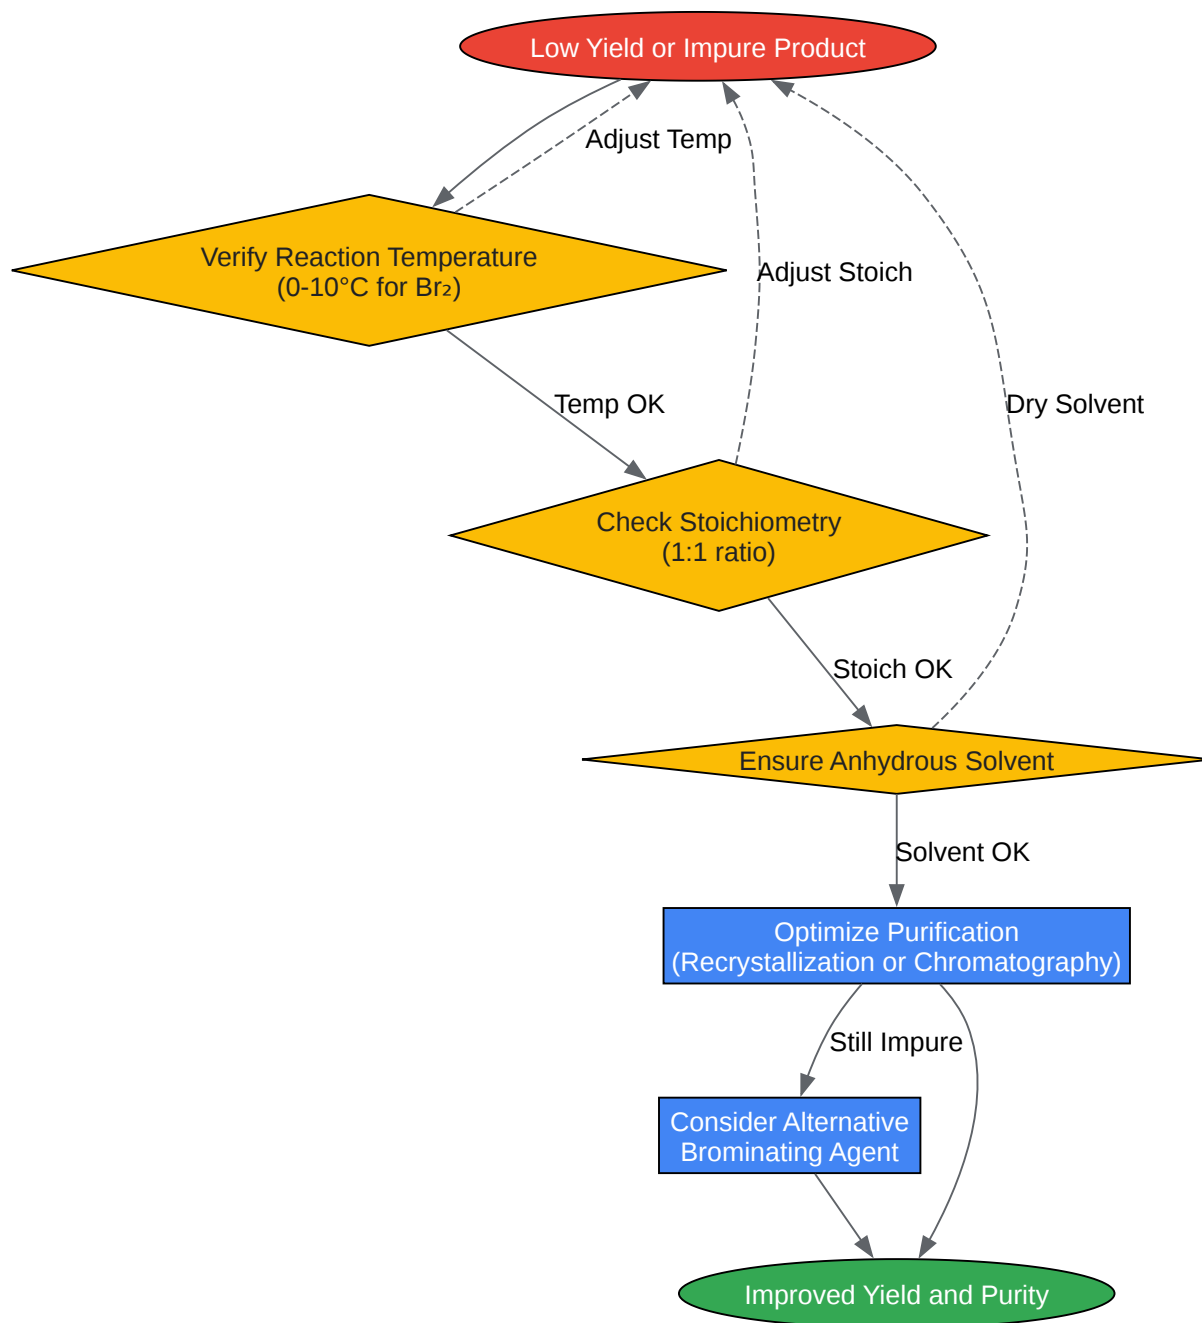 Low Yield or Impure Product
Adjust Temp
Verify Reaction Temperature
(0-10°C for Br₂)
Adjust Stoich
Temp OK
Dry Solvent
Check Stoichiometry
(1:1 ratio)
Stoich OK
Ensure Anhydrous Solvent
Solvent OK
Optimize Purification
(Recrystallization or Chromatography)
Still Impure
Consider Alternative
Brominating Agent
Improved Yield and Purity